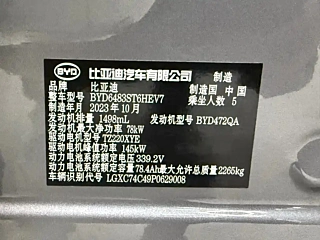 BYD 比亚迪汽车有限公司 制造
品牌 比亚迪 制造国 中国
整车型号 BYD6483ST6HEV7 乘坐人数 5
制造年月 2023年10月
发动机排量 1498mL 发动机型号 BYD472QA
发动机最大净功率 78kW
驱动电机型号 TZ220XYE
驱动电机峰值功率 145kW
动力电池系统额定电压 339.2V
动力电池系统额定容量 78.4Ah 最大允许总质量 2265kg
车辆识别代号 LGXC74C49P0629008